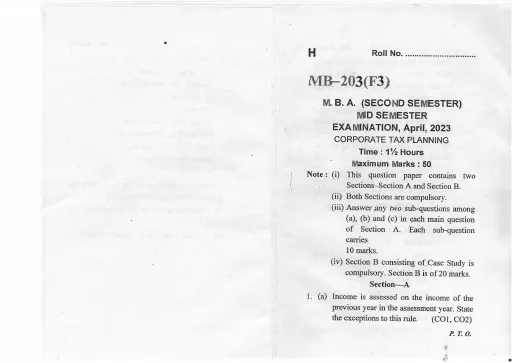 H Roll No. ..............................
MB–203(F3)
M. B. A. (SECOND SEMESTER)
MID SEMESTER
EXAMINATION, April, 2023
CORPORATE TAX PLANNING
Time : 1½ Hours
Maximum Marks : 50
Note : (i) This question paper contains two
Sections–Section A and Section B.
(ii) Both Sections are compulsory.
(iii) Answer any two sub-questions among
(a), (b) and (c) in each main question
of Section A. Each sub-question
carries
10 marks.
(iv) Section B consisting of Case Study is
compulsory. Section B is of 20 marks.
Section—A
1. (a) Income is assessed on the income of the
previous year in the assessment year. State
the exceptions to this rule. (CO1, CO2)
P. T. O.